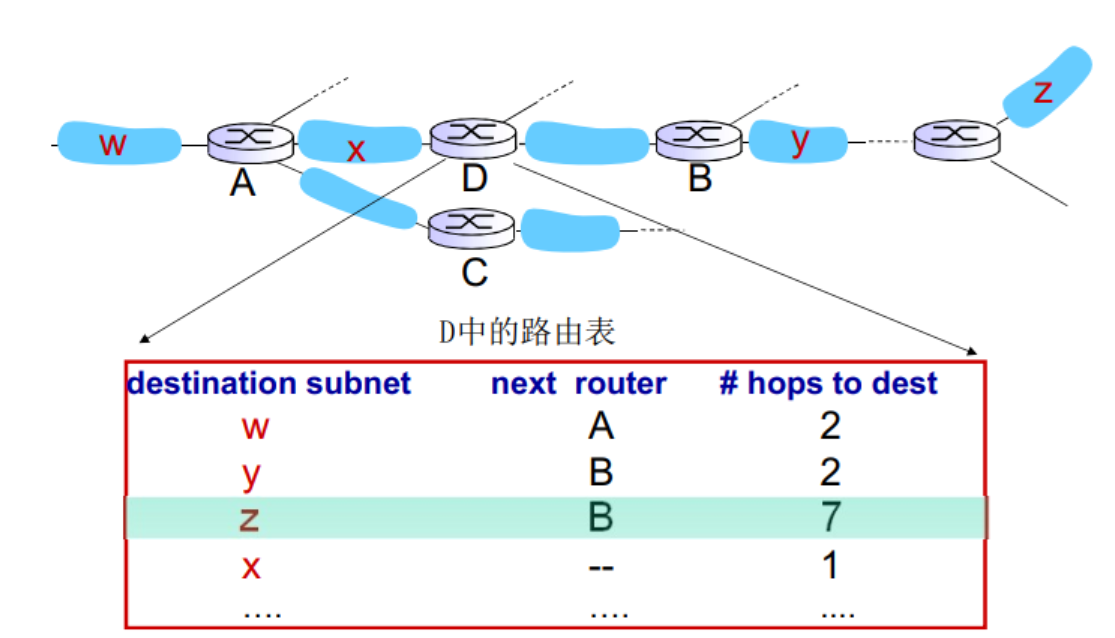 z
w
x
y
A
D
B
C
D中的路由表
destination subnet next router # hops to dest
w A 2
y B 2
z B 7
x -- 1
.... .... ....